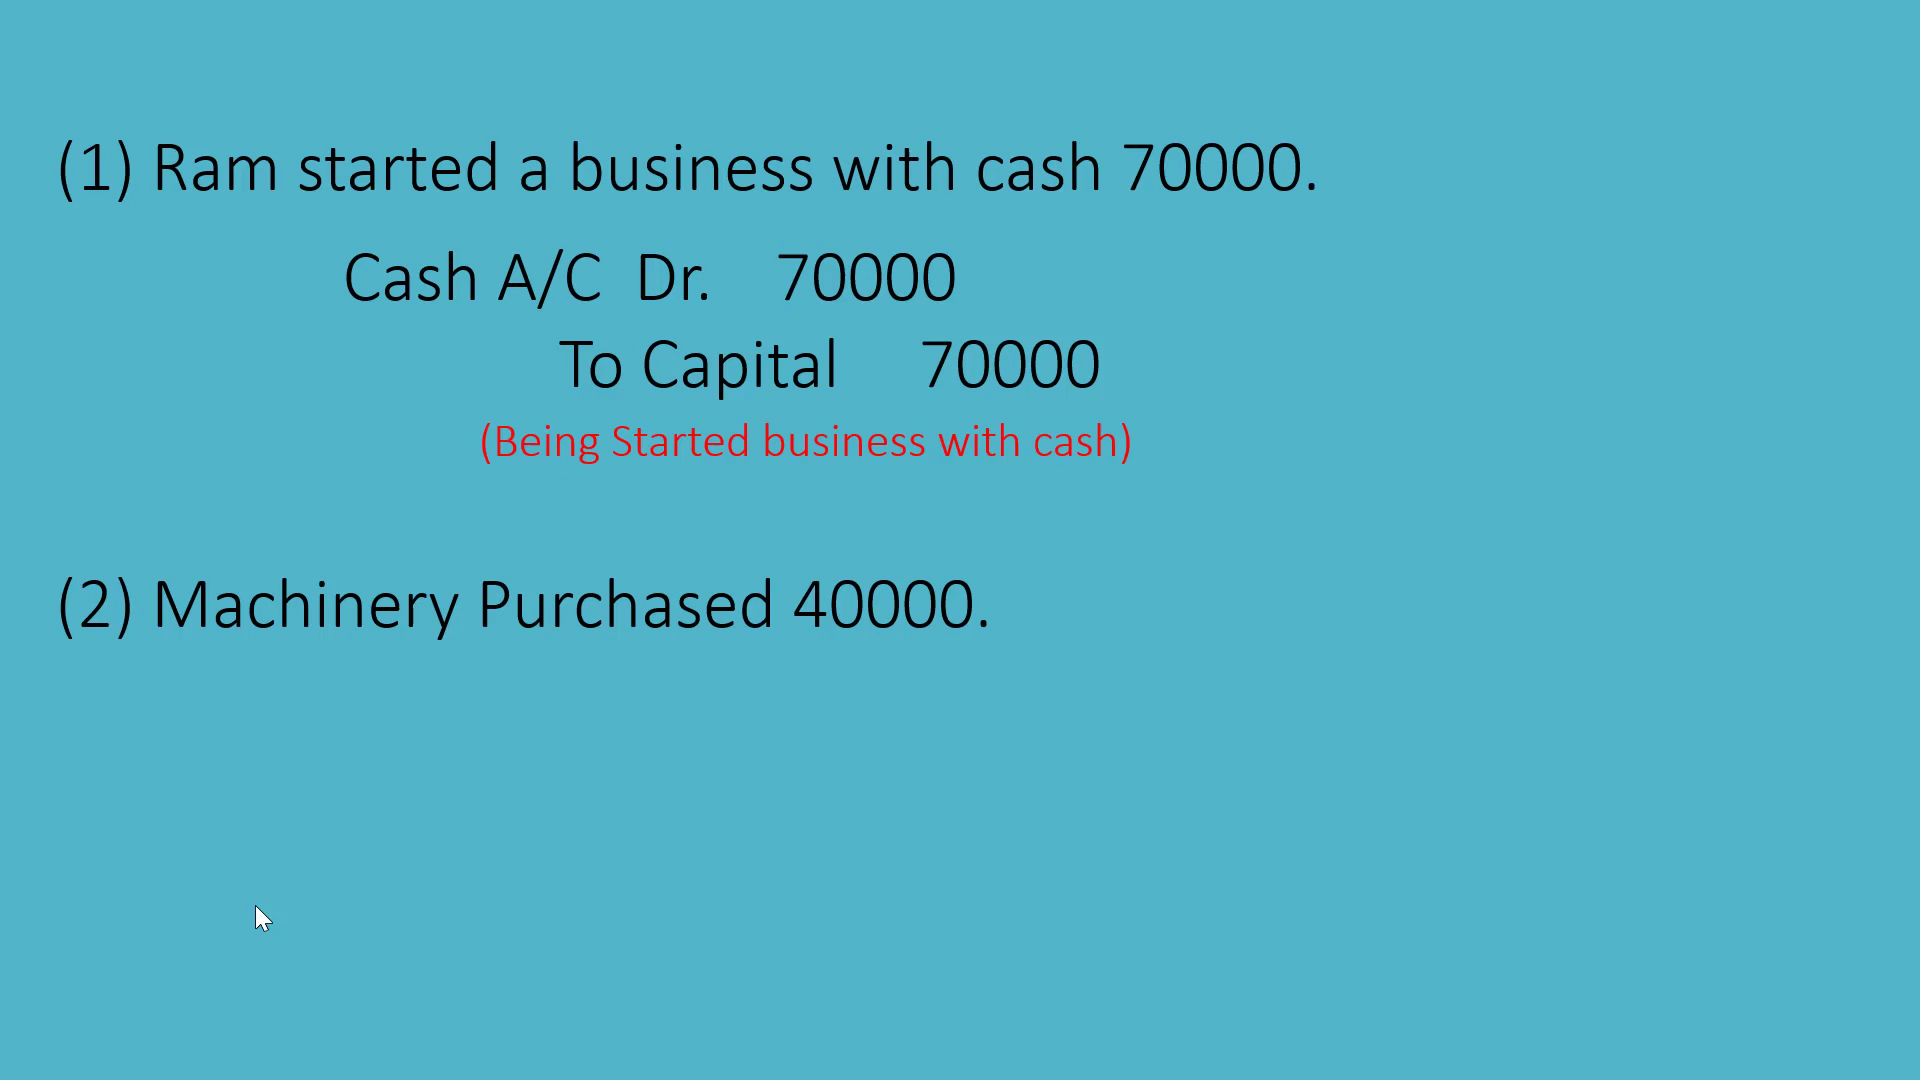 (1) Ram started a business with cash 70000.
Cash A/C Dr. 70000
To Capital 70000
(Being Started business with cash)
(2) Machinery Purchased 40000.